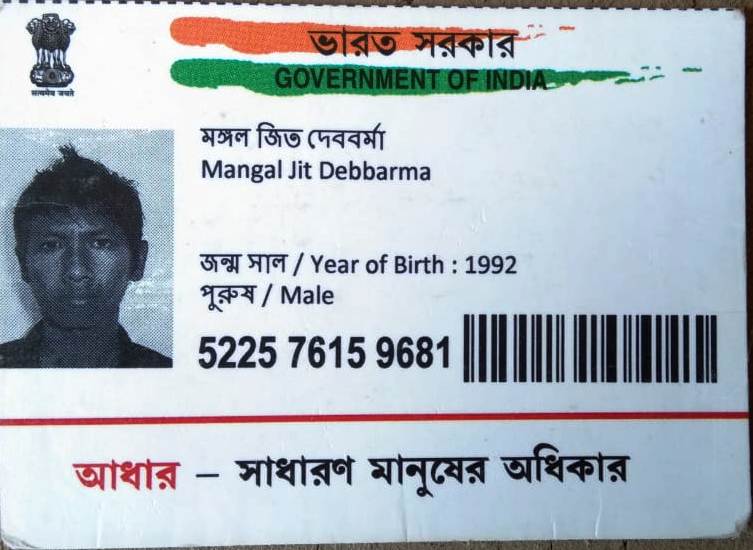 ভারত সরকার
GOVERNMENT OF INDIA
सत्यमेव जयते
মঙ্গল জিত দেববর্মা
Mangal Jit Debbarma
জন্ম সাল / Year of Birth : 1992
পুরুষ / Male
5225 7615 9681
আধার – সাধারণ মানুষের অধিকার